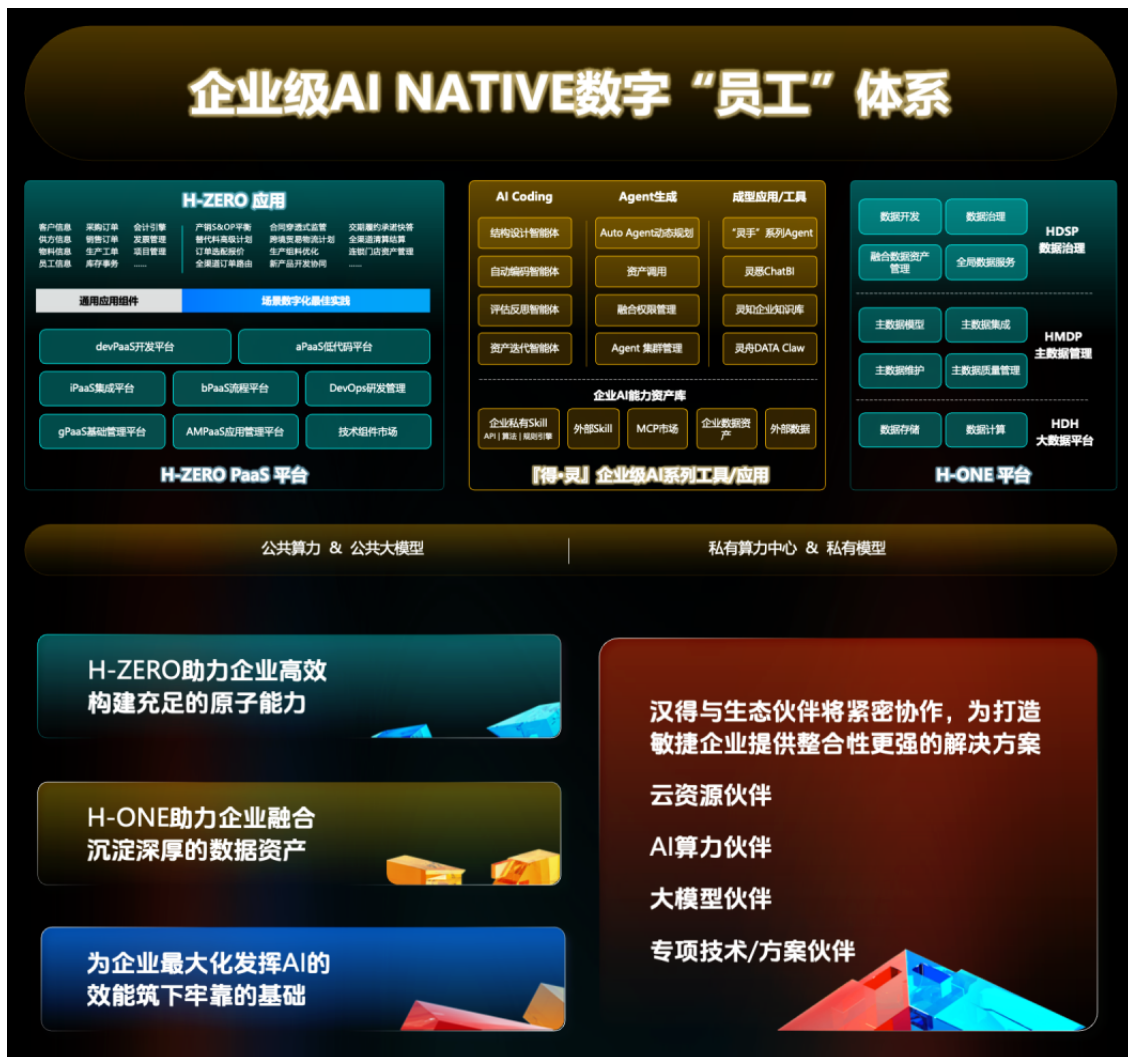 企业级AI NATIVE数字“员工”体系
H-ZERO 应用
客户信息 采购订单 会计引擎 产销S&OP平衡 合同穿透式监管 交期履约承诺快答
供方信息 销售订单 发票管理 替代料高级计划 跨境贸易物流计划 全渠道清算结算
物料信息 生产工单 项目管理 订单选配报价 生产组料优化 连锁门店资产管理
员工信息 库存事务 …… 全渠道订单路由 新产品开发协同 ……
通用应用组件 场景数字化最佳实践
devPaaS开发平台 aPaaS低代码平台
iPaaS集成平台 bPaaS流程平台 DevOps研发管理
gPaaS基础管理平台 AMPaaS应用管理平台 技术组件市场
H-ZERO PaaS 平台
AI Coding Agent生成 成型应用/工具
结构设计智能体 Auto Agent动态规划 “灵手”系列Agent
自动编码智能体 资产调用 灵悉ChatBI
评估反思智能体 融合权限管理 灵知企业知识库
资产迭代智能体 Agent 集群管理 灵舟DATA Claw
企业AI能力资产库
企业私有Skill
API | 算法 | 规则引擎
外部Skill MCP市场 企业数据资产 外部数据
『得•灵』企业级AI系列工具/应用
数据开发 数据治理
融合数据资产管理 全局数据服务
HDSP
数据治理
主数据模型 主数据集成
主数据维护 主数据质量管理
HMDP
主数据管理
数据存储 数据计算
HDH
大数据平台
H-ONE 平台
公共算力 & 公共大模型 私有算力中心 & 私有模型
H-ZERO助力企业高效
构建充足的原子能力
H-ONE助力企业融合
沉淀深厚的数据资产
为企业最大化发挥AI的
效能筑下牢靠的基础
汉得与生态伙伴将紧密协作，为打造
敏捷企业提供整合性更强的解决方案
云资源伙伴
AI算力伙伴
大模型伙伴
专项技术/方案伙伴